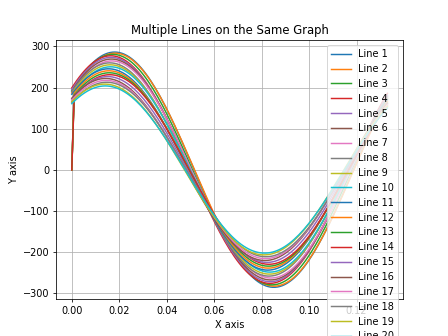 Multiple Lines on the Same Graph
300
200
100
0
−100
−200
−300
Y axis
0.00
0.02
0.04
0.06
0.08
0.10
X axis
Line 1
Line 2
Line 3
Line 4
Line 5
Line 6
Line 7
Line 8
Line 9
Line 10
Line 11
Line 12
Line 13
Line 14
Line 15
Line 16
Line 17
Line 18
Line 19
Line 20